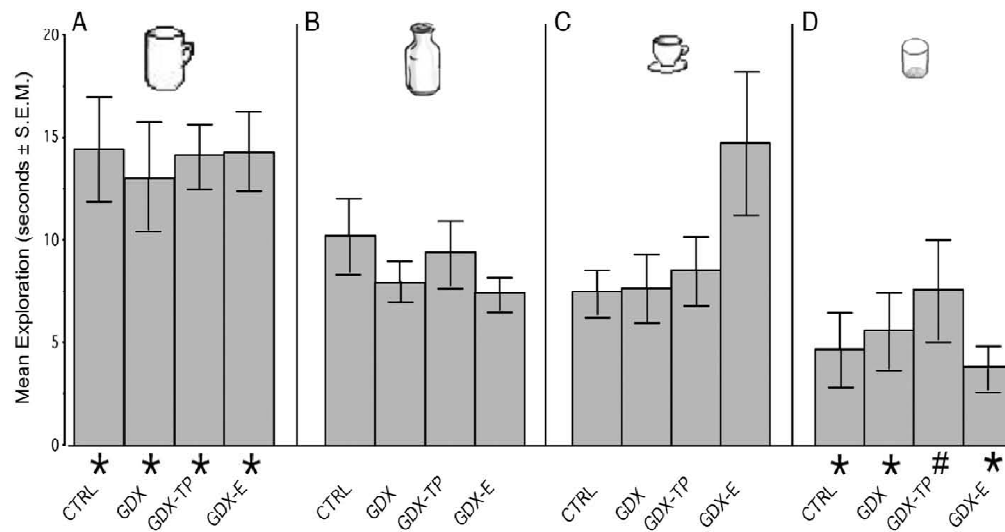 A
B
C
D
Mean Exploration (seconds ± S.E.M.)
20
15
10
5
0
* * * *
* * # *
CTRL GDX GDX-TP GDX-E
CTRL GDX GDX-TP GDX-E
CTRL GDX GDX-TP GDX-E
CTRL GDX GDX-TP GDX-E